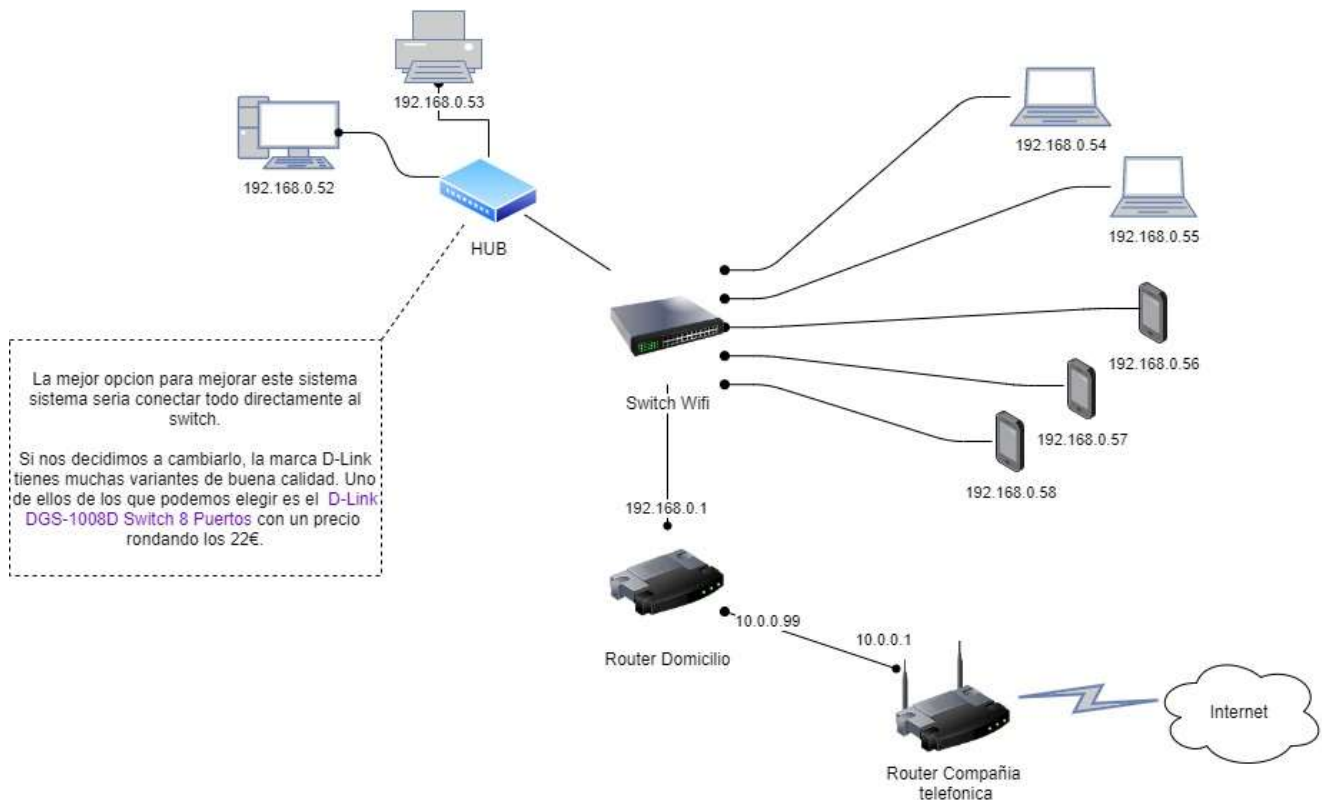 192.168.0.53
192.168.0.52
HUB
192.168.0.54
192.168.0.55
192.168.0.56
192.168.0.57
192.168.0.58
Switch Wifi
La mejor opcion para mejorar este sistema
sistema seria conectar todo directamente al
switch.
Si nos decidimos a cambiarlo, la marca D-Link
tienes muchas variantes de buena calidad. Uno
de ellos de los que podemos elegir es el D-Link
DGS-1008D Switch 8 Puertos con un precio
rondando los 22€.
192.168.0.1
Router Domicilio
10.0.0.99
10.0.0.1
Router Compañia
telefonica
Internet